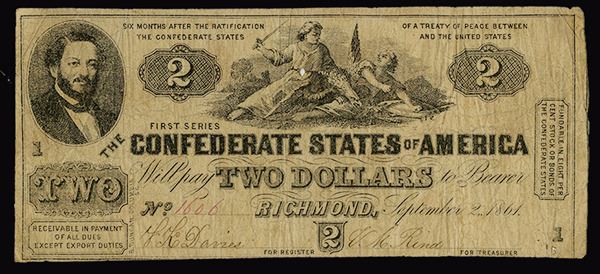 SIX MONTHS AFTER THE RATIFICATION OF A TREATY OF PEACE BETWEEN
THE CONFEDERATE STATES AND THE UNITED STATES
2 2
FIRST SERIES
1
THE CONFEDERATE STATES OF AMERICA
Will pay TWO DOLLARS to Bearer
TWO
No 1606 RICHMOND, September 2, 1861.
RECEIVABLE IN PAYMENT
OF ALL DUES
EXCEPT EXPORT DUTIES
FOR REGISTER 2 FOR TREASURER
FUNDABLE IN EIGHT PER
CENT. STOCK OR BONDS OF
THE CONFEDERATE STATES
1
16